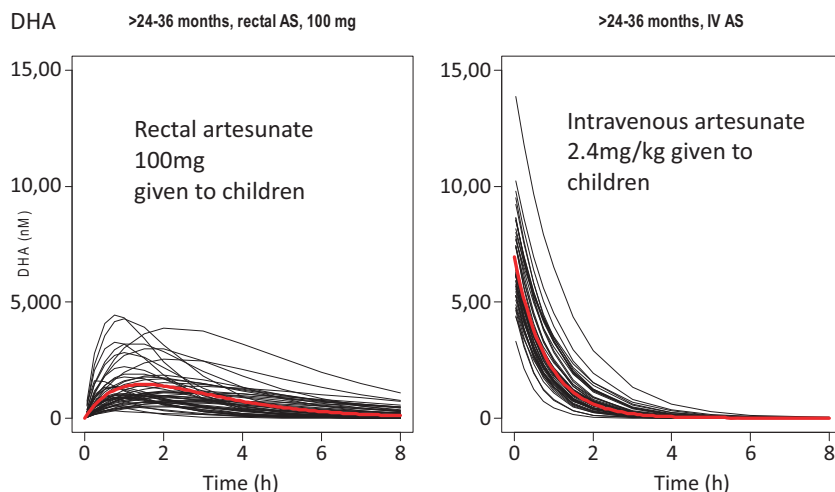 DHA
>24-36 months, rectal AS, 100 mg
>24-36 months, IV AS
15,00
10,00
5,000
0
DHA (nM)
Rectal artesunate
100mg
given to children
0 2 4 6 8
Time (h)
15,00
10,00
5,00
0
Intravenous artesunate
2.4mg/kg given to
children
0 2 4 6 8
Time (h)